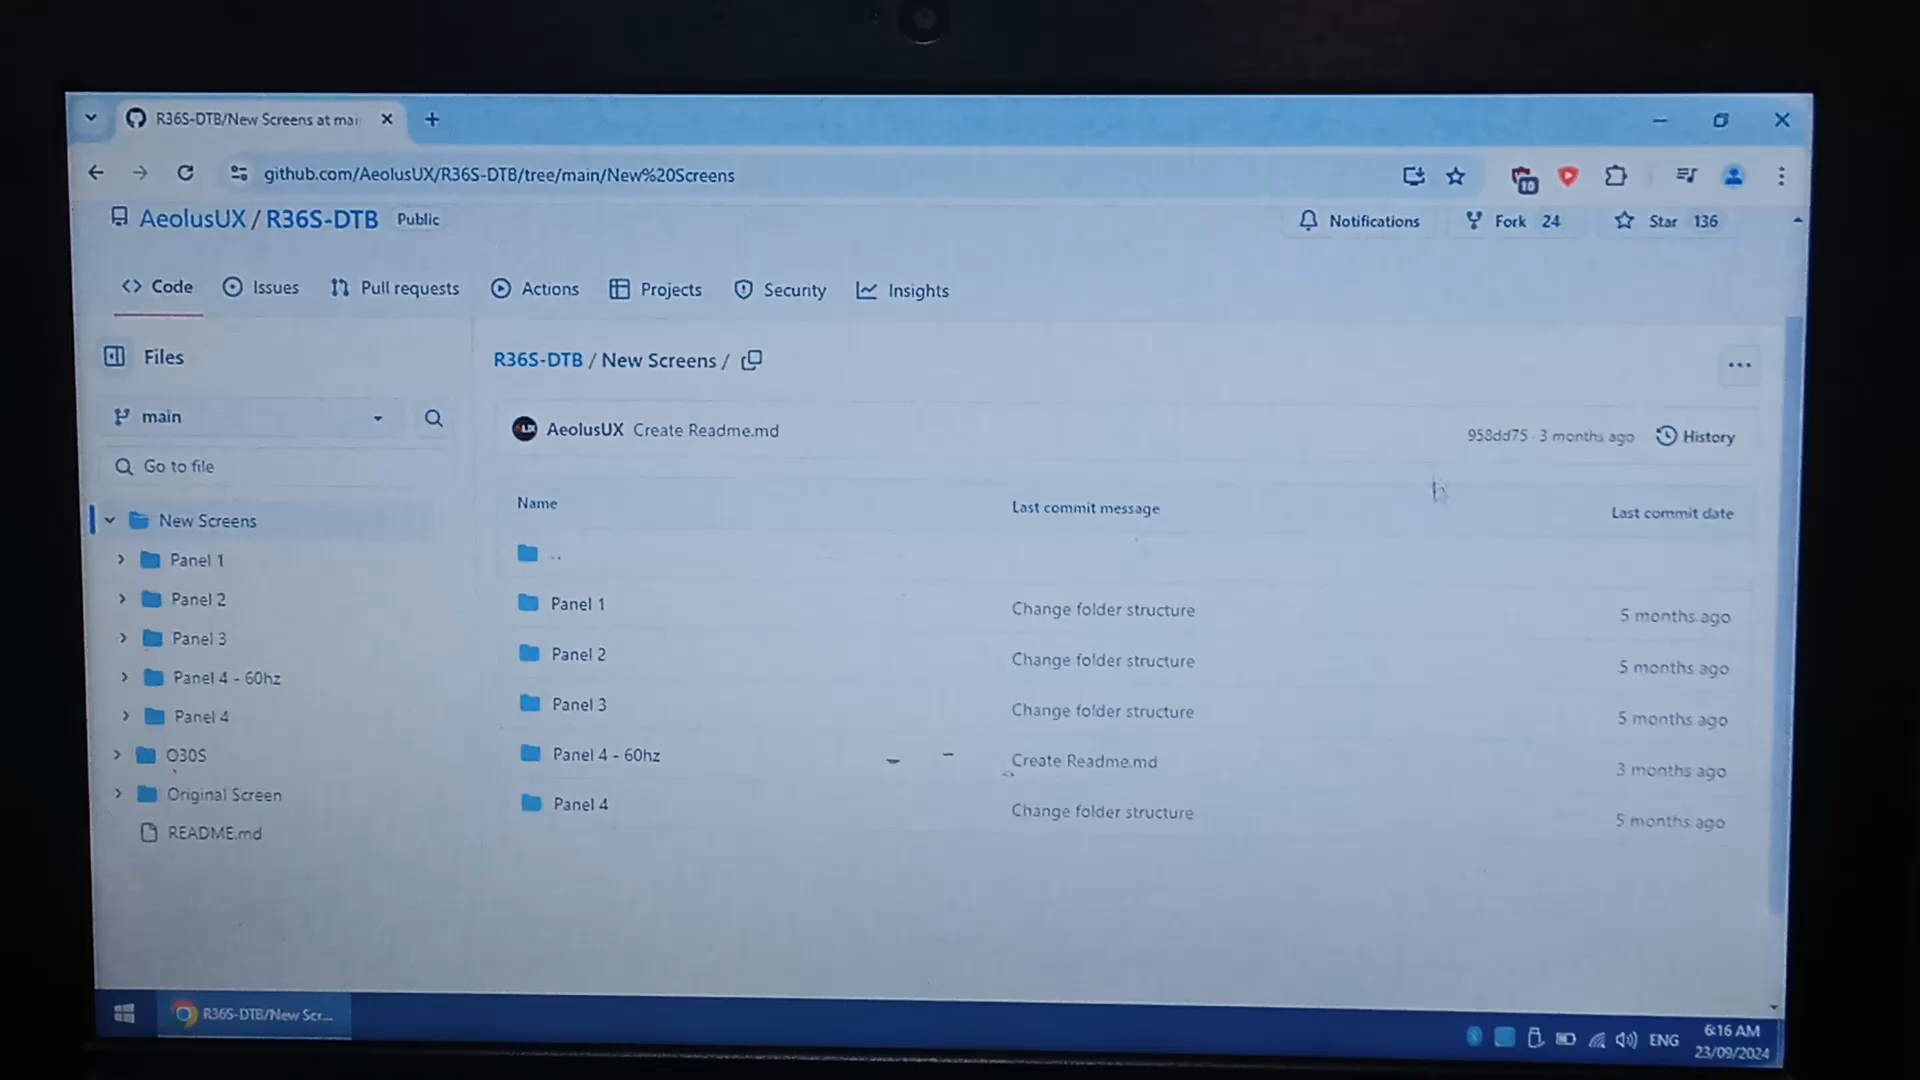 R36S-DTB/New Screens at mai
github.com/AeolusUX/R36S-DTB/tree/main/New%20Screens
10
AeolusUX / R36S-DTB Public
Notifications
Fork 24
Star 136
Code
Issues
Pull requests
Actions
Projects
Security
Insights
Files
main
Go to file
New Screens
Panel 1
Panel 2
Panel 3
Panel 4 - 60hz
Panel 4
O30S
Original Screen
README.md
R36S-DTB / New Screens /
AeolusUX Create Readme.md
958dd75 · 3 months ago
History
Name Last commit message Last commit date
..
Panel 1 Change folder structure 5 months ago
Panel 2 Change folder structure 5 months ago
Panel 3 Change folder structure 5 months ago
Panel 4 - 60hz Create Readme.md 3 months ago
Panel 4 Change folder structure 5 months ago
R36S-DTB/New Scr...
ENG
6:16 AM
23/09/2024